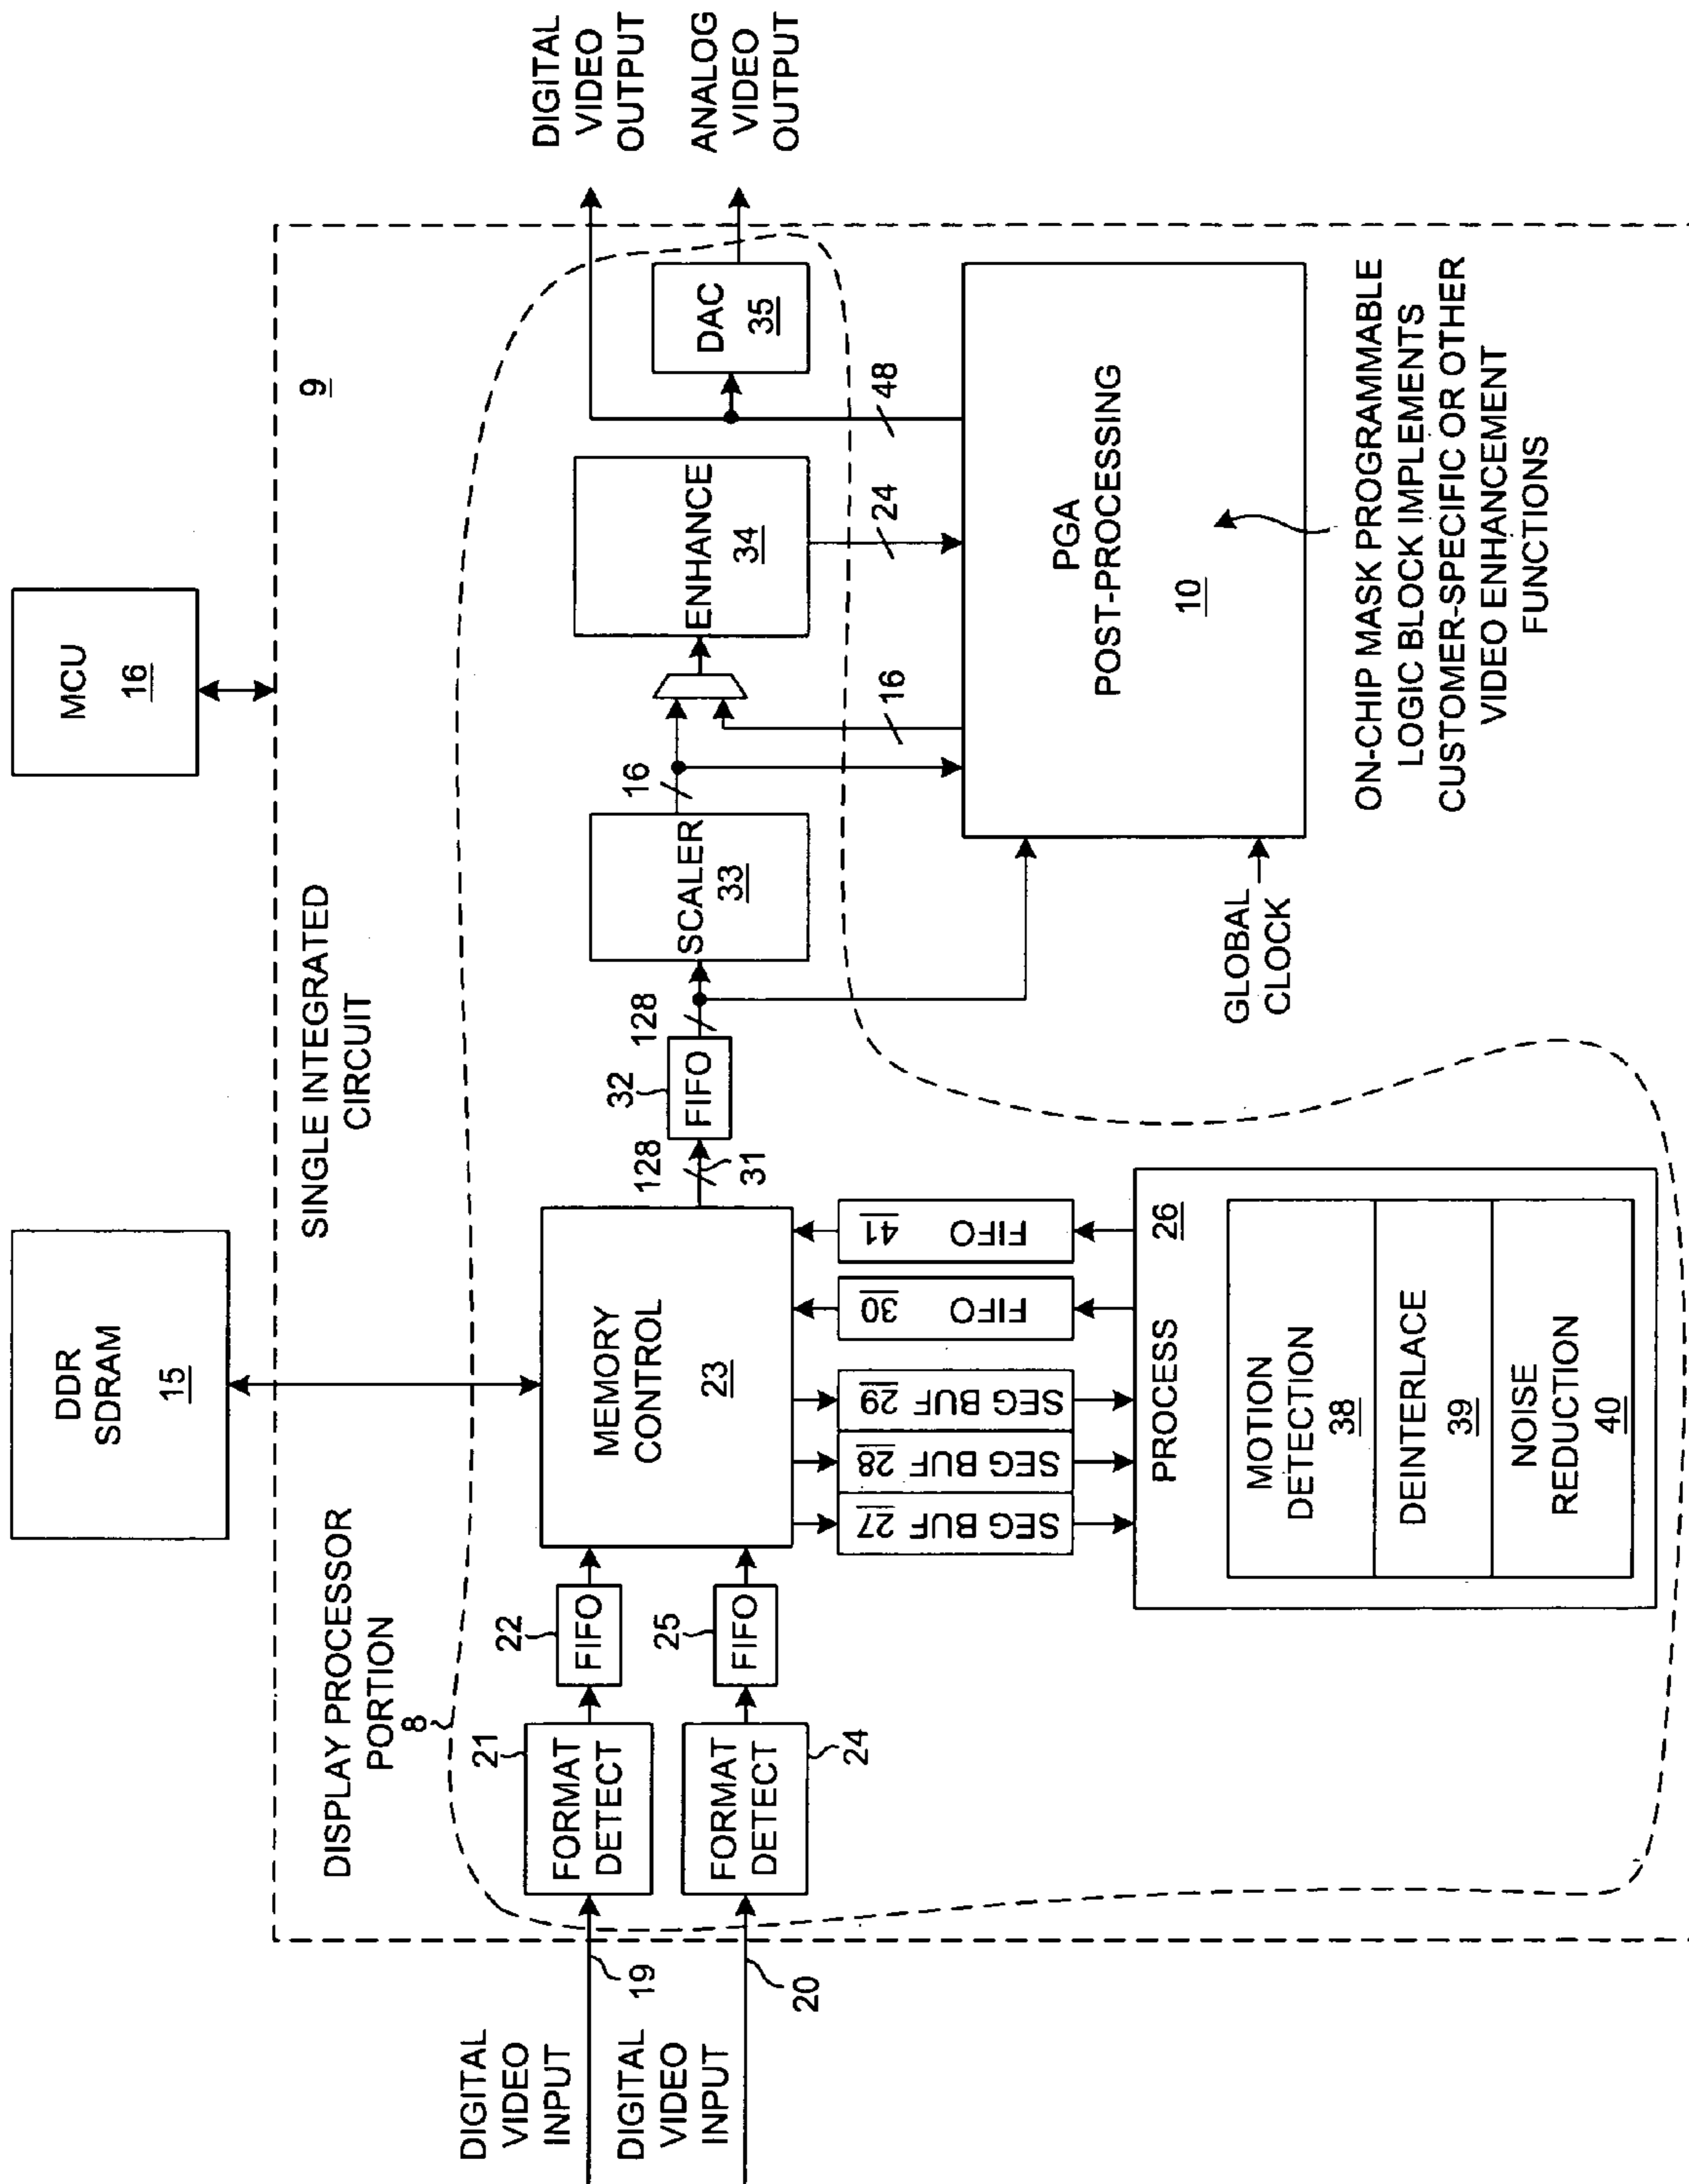 DDR
SDRAM
15
MCU
16
SINGLE INTEGRATED
CIRCUIT
9
DISPLAY PROCESSOR
PORTION
8
DIGITAL
VIDEO
INPUT
19
DIGITAL
VIDEO
INPUT
20
21
FORMAT
DETECT
22
FIFO
FORMAT
DETECT
24
25
FIFO
MEMORY
CONTROL
23
128
31
32
FIFO
128
SCALER
33
16
16
ENHANCE
34
24
48
DAC
35
DIGITAL
VIDEO
OUTPUT
ANALOG
VIDEO
OUTPUT
SEG BUF 27
SEG BUF 28
SEG BUF 29
FIFO 30
FIFO 41
PROCESS
26
MOTION
DETECTION
38
DEINTERLACE
39
NOISE
REDUCTION
40
GLOBAL
CLOCK
PGA
POST-PROCESSING
10
ON-CHIP MASK PROGRAMMABLE
LOGIC BLOCK IMPLEMENTS
CUSTOMER-SPECIFIC OR OTHER
VIDEO ENHANCEMENT
FUNCTIONS